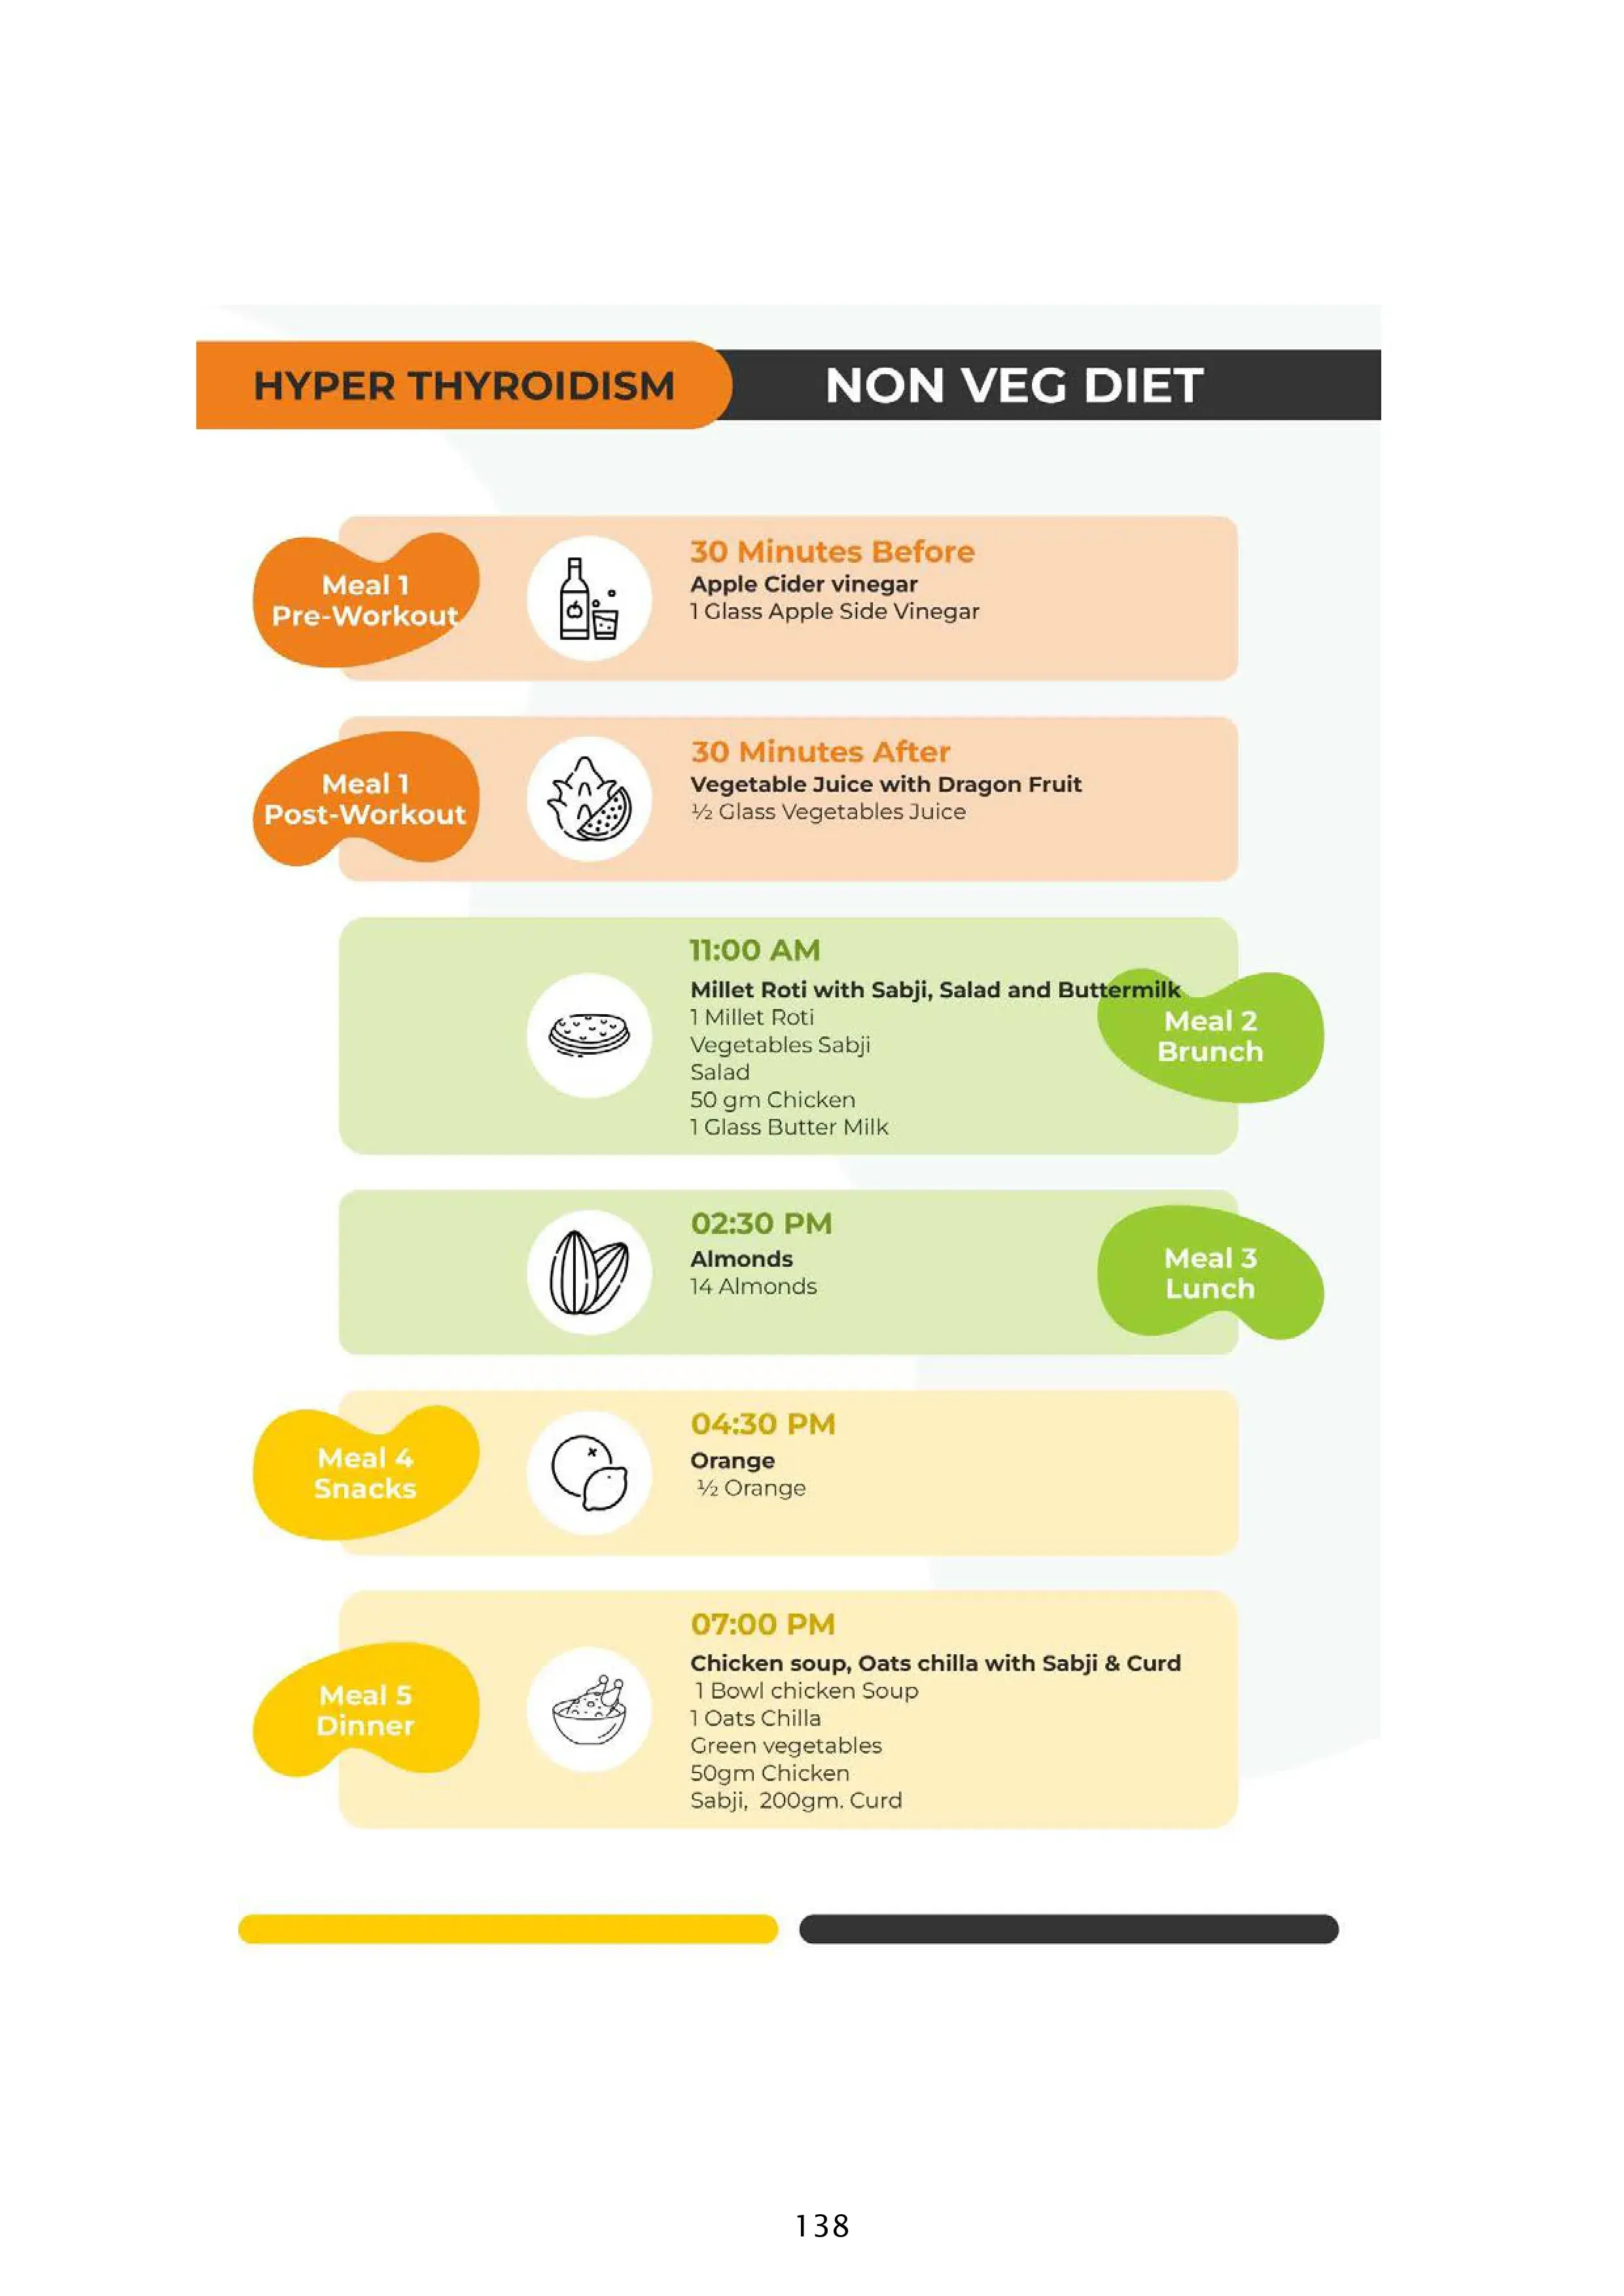 HYPER THYROIDISM
NON VEG DIET
Meal 1
Pre-Workout
30 Minutes Before
Apple Cider vinegar
1 Glass Apple Side Vinegar
Meal 1
Post-Workout
30 Minutes After
Vegetable Juice with Dragon Fruit
½ Glass Vegetables Juice
11:00 AM
Millet Roti with Sabji, Salad and Buttermilk
1 Millet Roti
Vegetables Sabji
Salad
50 gm Chicken
1 Glass Butter Milk
Meal 2
Brunch
02:30 PM
Almonds
14 Almonds
Meal 3
Lunch
Meal 4
Snacks
04:30 PM
Orange
½ Orange
Meal 5
Dinner
07:00 PM
Chicken soup, Oats chilla with Sabji & Curd
1 Bowl chicken Soup
1 Oats Chilla
Green vegetables
50gm Chicken
Sabji, 200gm. Curd
138